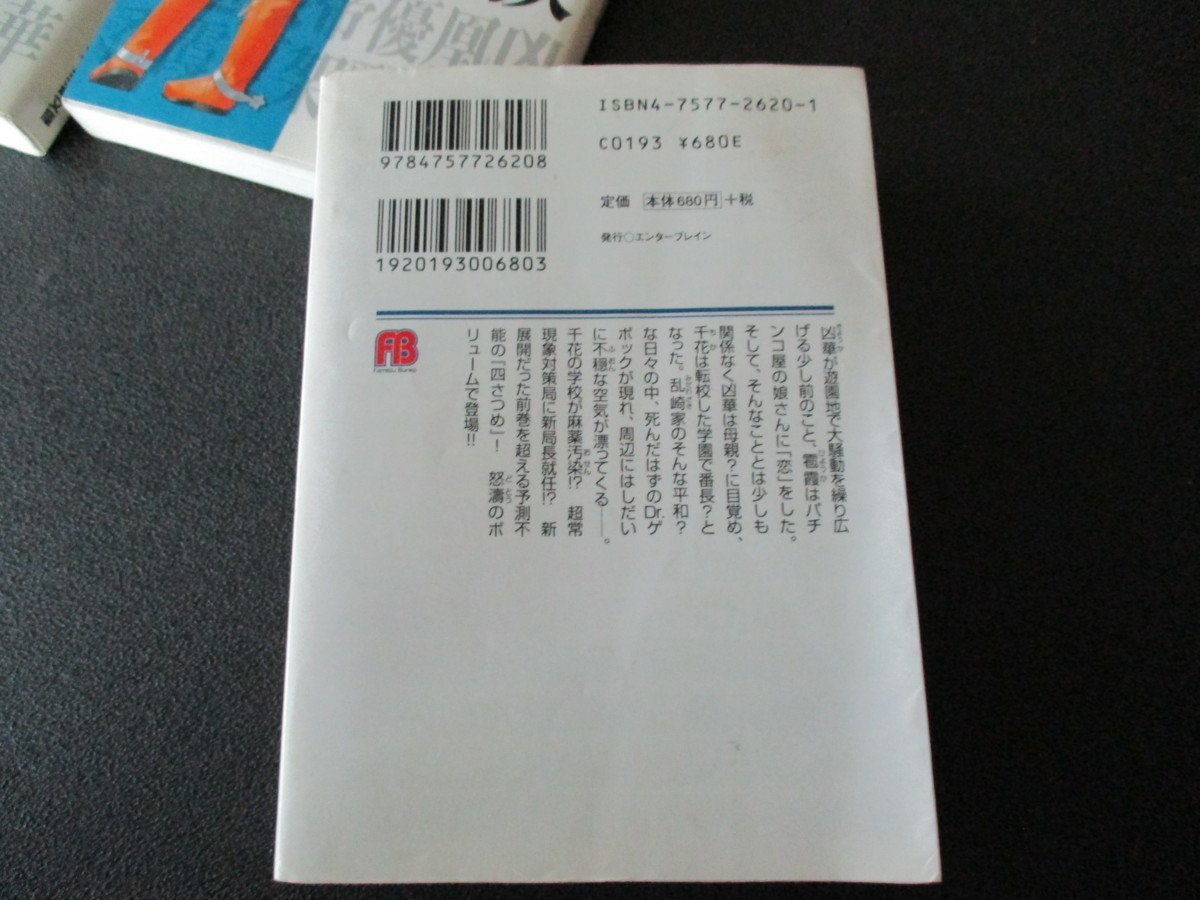 華
優凰凶
9784757726208
ISBN4-7577-2620-1
C0193 ¥680E
1920193006803
定価 本体680円 +税
発行○エンターブレイン
凶華が遊園地で大騒動を繰り広
げる少し前のこと、雹霞はパチ
ンコ屋の娘さんに「恋」をした。
そして、そんなこととは少しも
関係なく凶華は母親？に目覚め、
千花は転校した学園で番長？と
なった。乱崎家のそんな平和？
な日々の中、死んだはずのDr.ゲ
ボックが現れ、周辺にはしだい
に不穏な空気が漂ってくる――。
千花の学校が麻薬汚染!? 超常
現象対策局に新局長就任!? 新
展開だった前巻を超える予測不
能の『四さつめ』！ 怒濤のボ
リュームで登場!!
FB
Famitsu Bunko